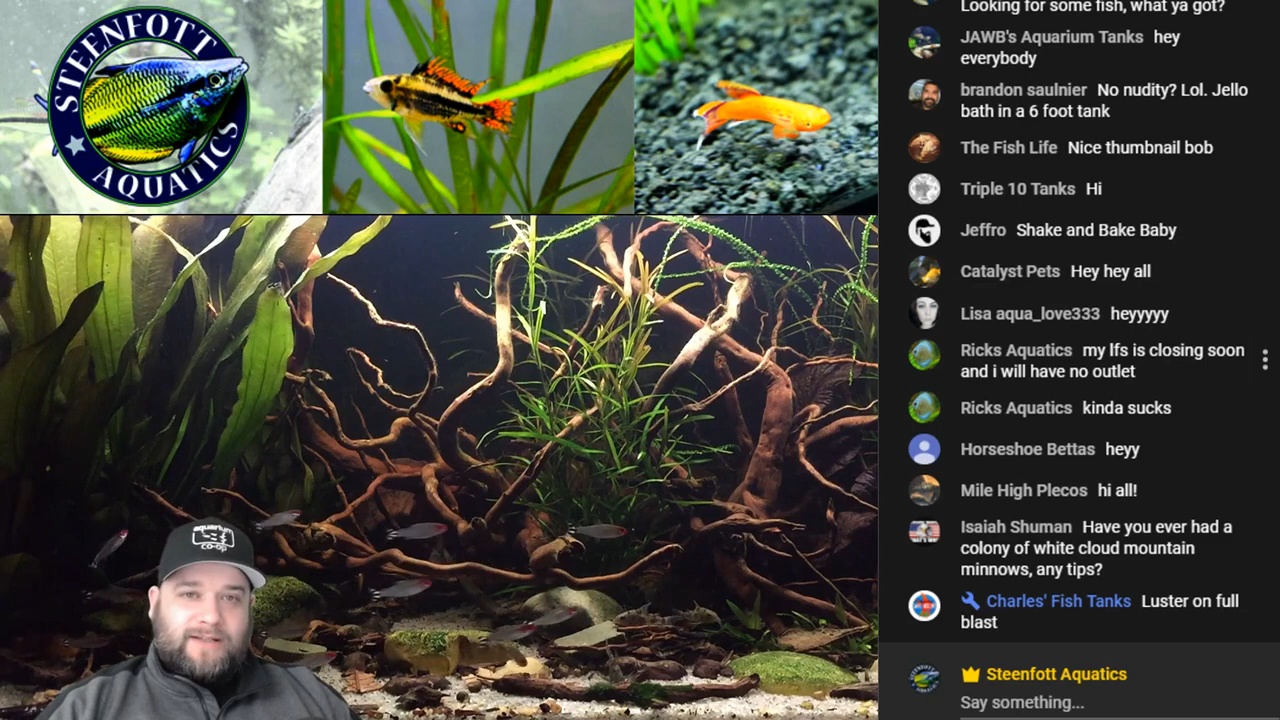 STEENFOTT
AQUATICS
aquarium
co-op
Looking for some fish, what ya got?
JAWB's Aquarium Tanks hey
everybody
brandon saulnier No nudity? Lol. Jello
bath in a 6 foot tank
The Fish Life Nice thumbnail bob
Triple 10 Tanks Hi
Jeffro Shake and Bake Baby
Catalyst Pets Hey hey all
Lisa aqua_love333 heyyyyy
Ricks Aquatics my lfs is closing soon
and i will have no outlet
Ricks Aquatics kinda sucks
Horseshoe Bettas heyy
Mile High Plecos hi all!
Isaiah Shuman Have you ever had a
colony of white cloud mountain
minnows, any tips?
Charles' Fish Tanks Luster on full
blast
Steenfott Aquatics
Say something...